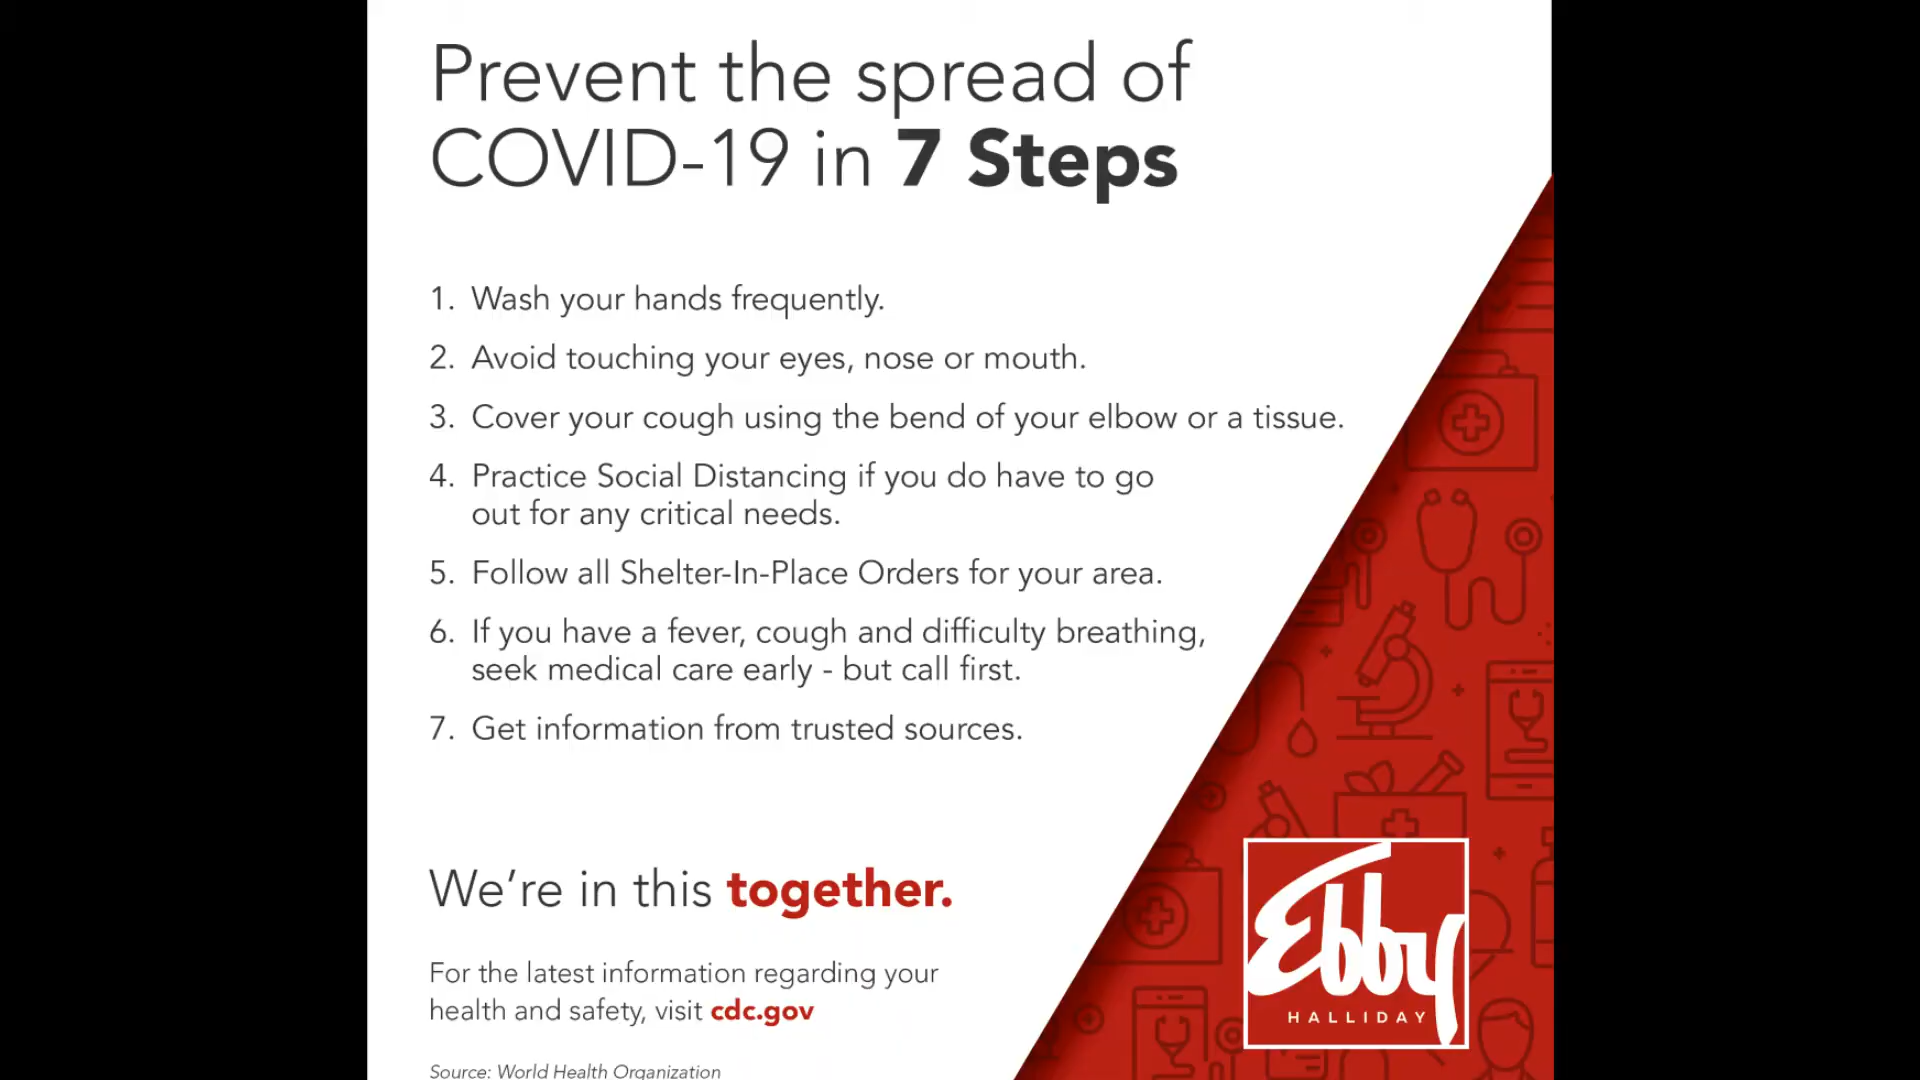 Prevent the spread of
COVID-19 in 7 Steps
1. Wash your hands frequently.
2. Avoid touching your eyes, nose or mouth.
3. Cover your cough using the bend of your elbow or a tissue.
4. Practice Social Distancing if you do have to go
out for any critical needs.
5. Follow all Shelter-In-Place Orders for your area.
6. If you have a fever, cough and difficulty breathing,
seek medical care early - but call first.
7. Get information from trusted sources.
We're in this together.
For the latest information regarding your
health and safety, visit cdc.gov
Source: World Health Organization
Ebby
HALLIDAY